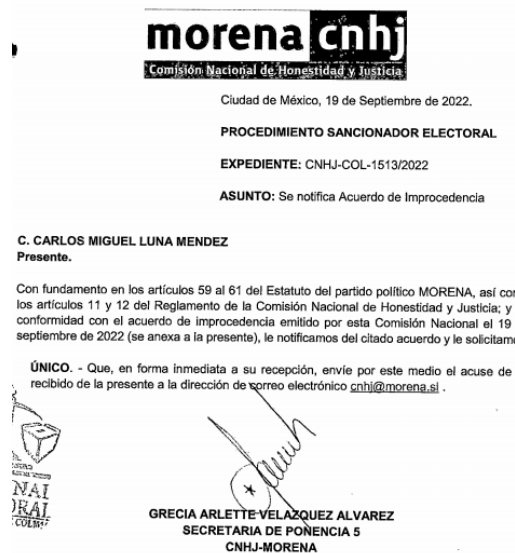 morena cnhj
Comisión Nacional de Honestidad y Justicia
Ciudad de México, 19 de Septiembre de 2022.
PROCEDIMIENTO SANCIONADOR ELECTORAL
EXPEDIENTE: CNHJ-COL-1513/2022
ASUNTO: Se notifica Acuerdo de Improcedencia
C. CARLOS MIGUEL LUNA MENDEZ
Presente.
Con fundamento en los artículos 59 al 61 del Estatuto del partido político MORENA, así co
los artículos 11 y 12 del Reglamento de la Comisión Nacional de Honestidad y Justicia; y
conformidad con el acuerdo de improcedencia emitido por esta Comisión Nacional el 19
septiembre de 2022 (se anexa a la presente), le notificamos del citado acuerdo y le solicitam
ÚNICO. - Que, en forma inmediata a su recepción, envíe por este medio el acuse de
recibido de la presente a la dirección de correo electrónico cnhj@morena.si .
NAL
ORAL
GRECIA ARLETTE VELAZQUEZ ALVAREZ
SECRETARIA DE PONENCIA 5
CNHJ-MORENA